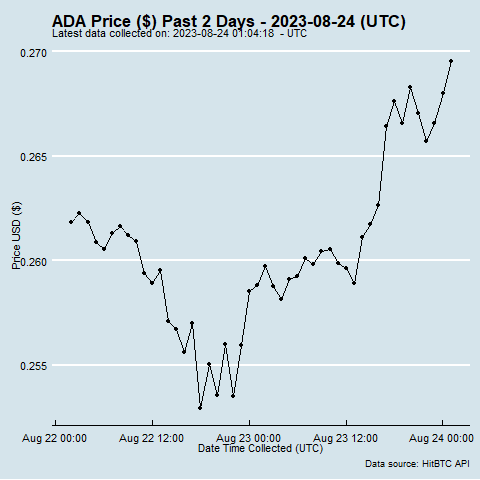 ADA Price ($) Past 2 Days - 2023-08-24 (UTC)
Latest data collected on: 2023-08-24 01:04:18 - UTC
0.270
0.265
0.260
0.255
Price USD ($)
Aug 22 00:00 Aug 22 12:00 Aug 23 00:00 Aug 23 12:00 Aug 24 00:00
Date Time Collected (UTC)
Data source: HitBTC API